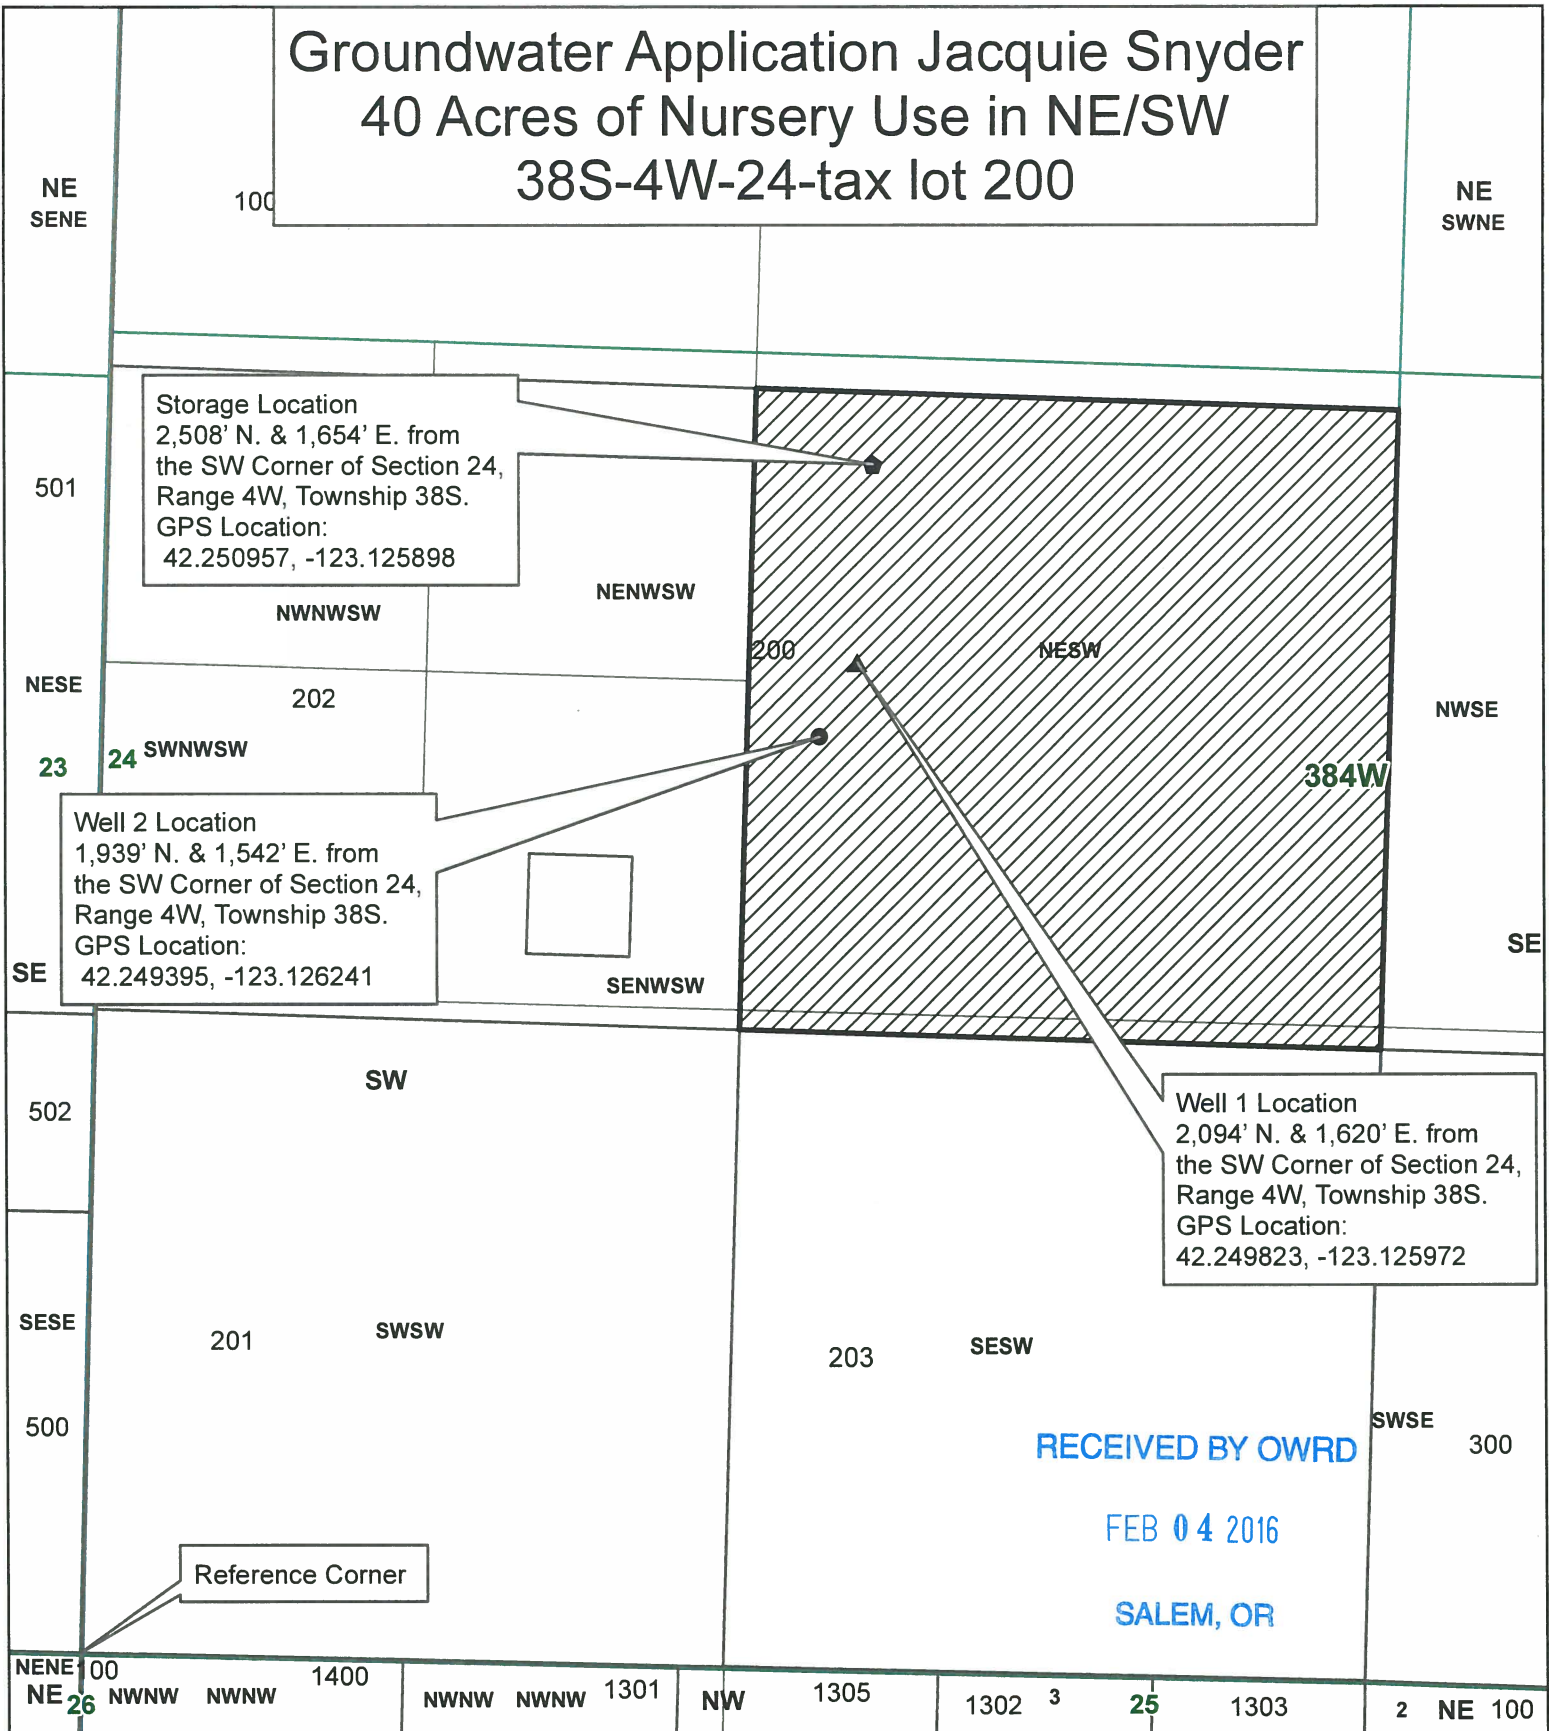 Groundwater Application Jacquie Snyder
40 Acres of Nursery Use in NE/SW
38S-4W-24-tax lot 200
NE
SENE
100
NE
SWNE
Storage Location
2,508' N. & 1,654' E. from
the SW Corner of Section 24,
Range 4W, Township 38S.
GPS Location:
42.250957, -123.125898
501
NWNWSW
NENWSW
200
NESW
NESE
202
NWSE
23
24
SWNWSW
384W
Well 2 Location
1,939' N. & 1,542' E. from
the SW Corner of Section 24,
Range 4W, Township 38S.
GPS Location:
42.249395, -123.126241
SE
SENWSW
SE
SW
502
Well 1 Location
2,094' N. & 1,620' E. from
the SW Corner of Section 24,
Range 4W, Township 38S.
GPS Location:
42.249823, -123.125972
SESE
201
SWSW
203
SESW
500
SWSE
300
RECEIVED BY OWRD
FEB 04 2016
SALEM, OR
Reference Corner
NENE
100
1400
1301
1305
1302
3
25
1303
2
NE
100
NE
26
NWNW
NWNW
NWNW
NWNW
NW